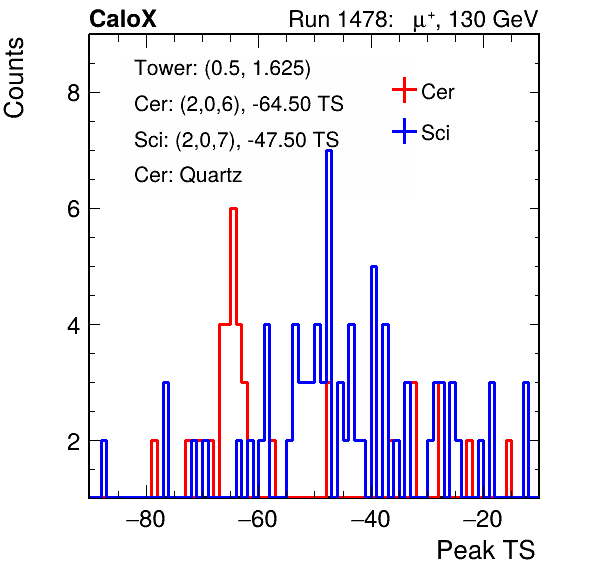 CaloX Run 1478: μ⁺, 130 GeV
Counts
Tower: (0.5, 1.625)
Cer: (2,0,6), -64.50 TS
Sci: (2,0,7), -47.50 TS
Cer: Quartz
Cer
Sci
8
6
4
2
−80 −60 −40 −20
Peak TS